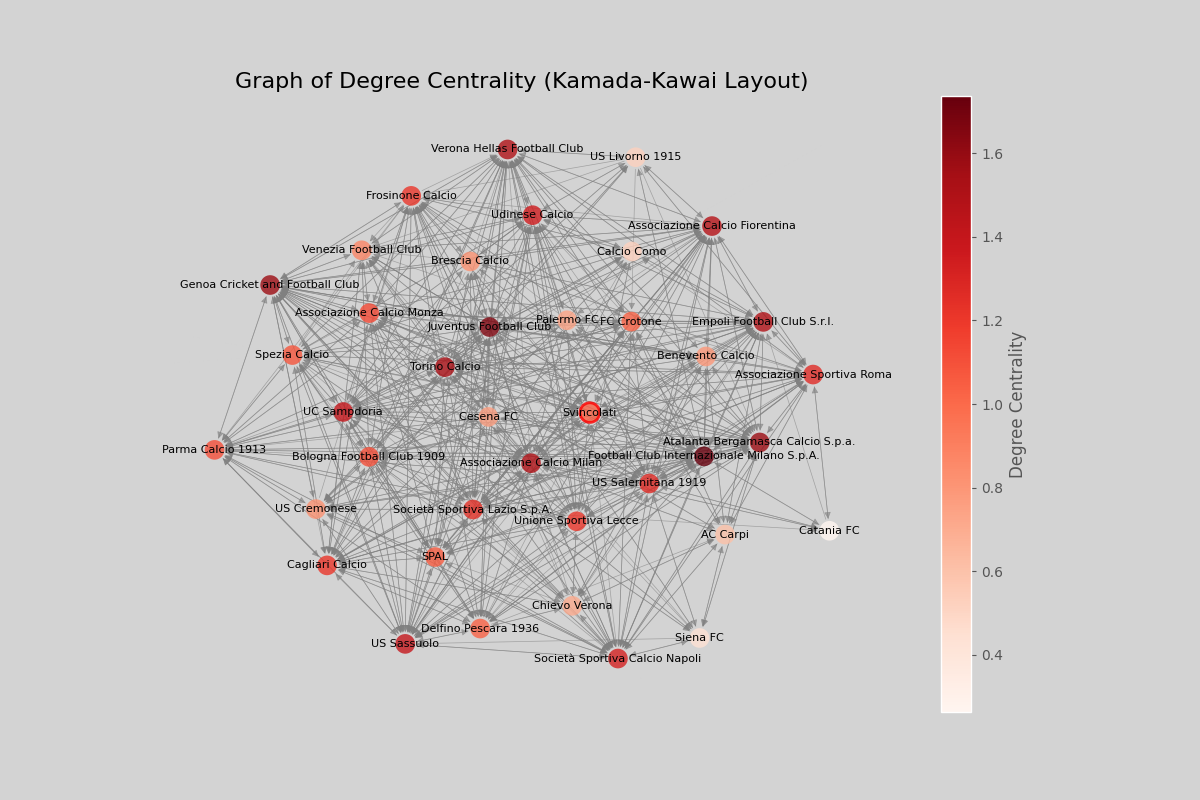 Graph of Degree Centrality (Kamada-Kawai Layout)
Verona Hellas Football Club
US Livorno 1915
Frosinone Calcio
Udinese Calcio
Associazione Calcio Fiorentina
Venezia Football Club
Brescia Calcio
Calcio Como
Genoa Cricket and Football Club
Associazione Calcio Monza
Juventus Football Club
Palermo FC
FC Crotone
Empoli Football Club S.r.l.
Spezia Calcio
Torino Calcio
Benevento Calcio
Associazione Sportiva Roma
UC Sampdoria
Cesena FC
Svincolati
Parma Calcio 1913
Bologna Football Club 1909
Associazione Calcio Milan
Atalanta Bergamasca Calcio S.p.a.
Football Club Internazionale Milano S.p.A.
US Salernitana 1919
US Cremonese
Società Sportiva Lazio S.p.A.
Unione Sportiva Lecce
AC Carpi
Catania FC
Cagliari Calcio
SPAL
Chievo Verona
Delfino Pescara 1936
US Sassuolo
Società Sportiva Calcio Napoli
Siena FC
1.6
1.4
1.2
1.0
0.8
0.6
0.4
Degree Centrality